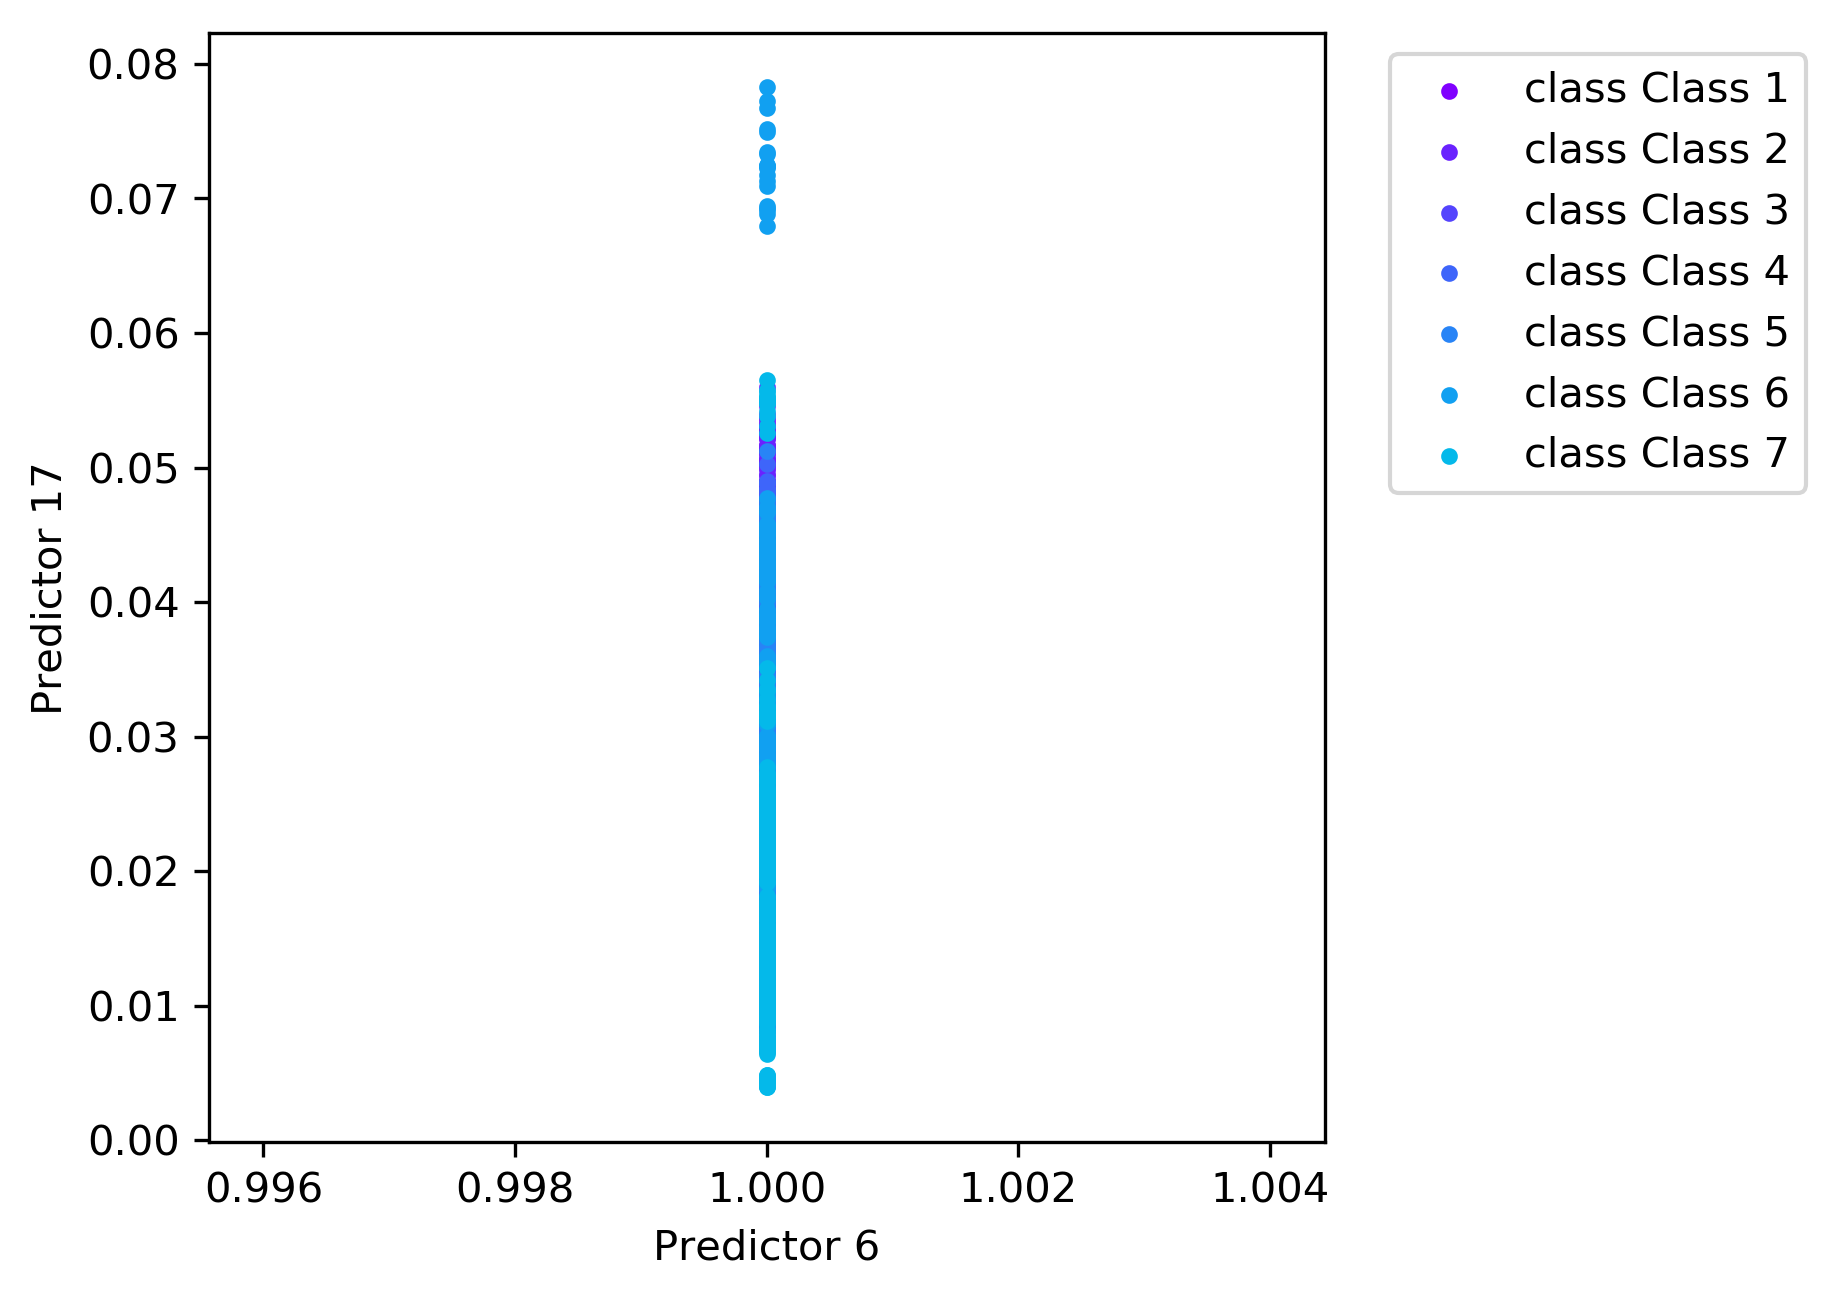 0.08
0.07
0.06
0.05
0.04
0.03
0.02
0.01
0.00
Predictor 17
0.996
0.998
1.000
1.002
1.004
Predictor 6
class Class 1
class Class 2
class Class 3
class Class 4
class Class 5
class Class 6
class Class 7